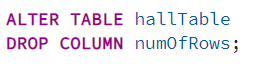 ALTER TABLE hallTable
DROP COLUMN numOfRows;